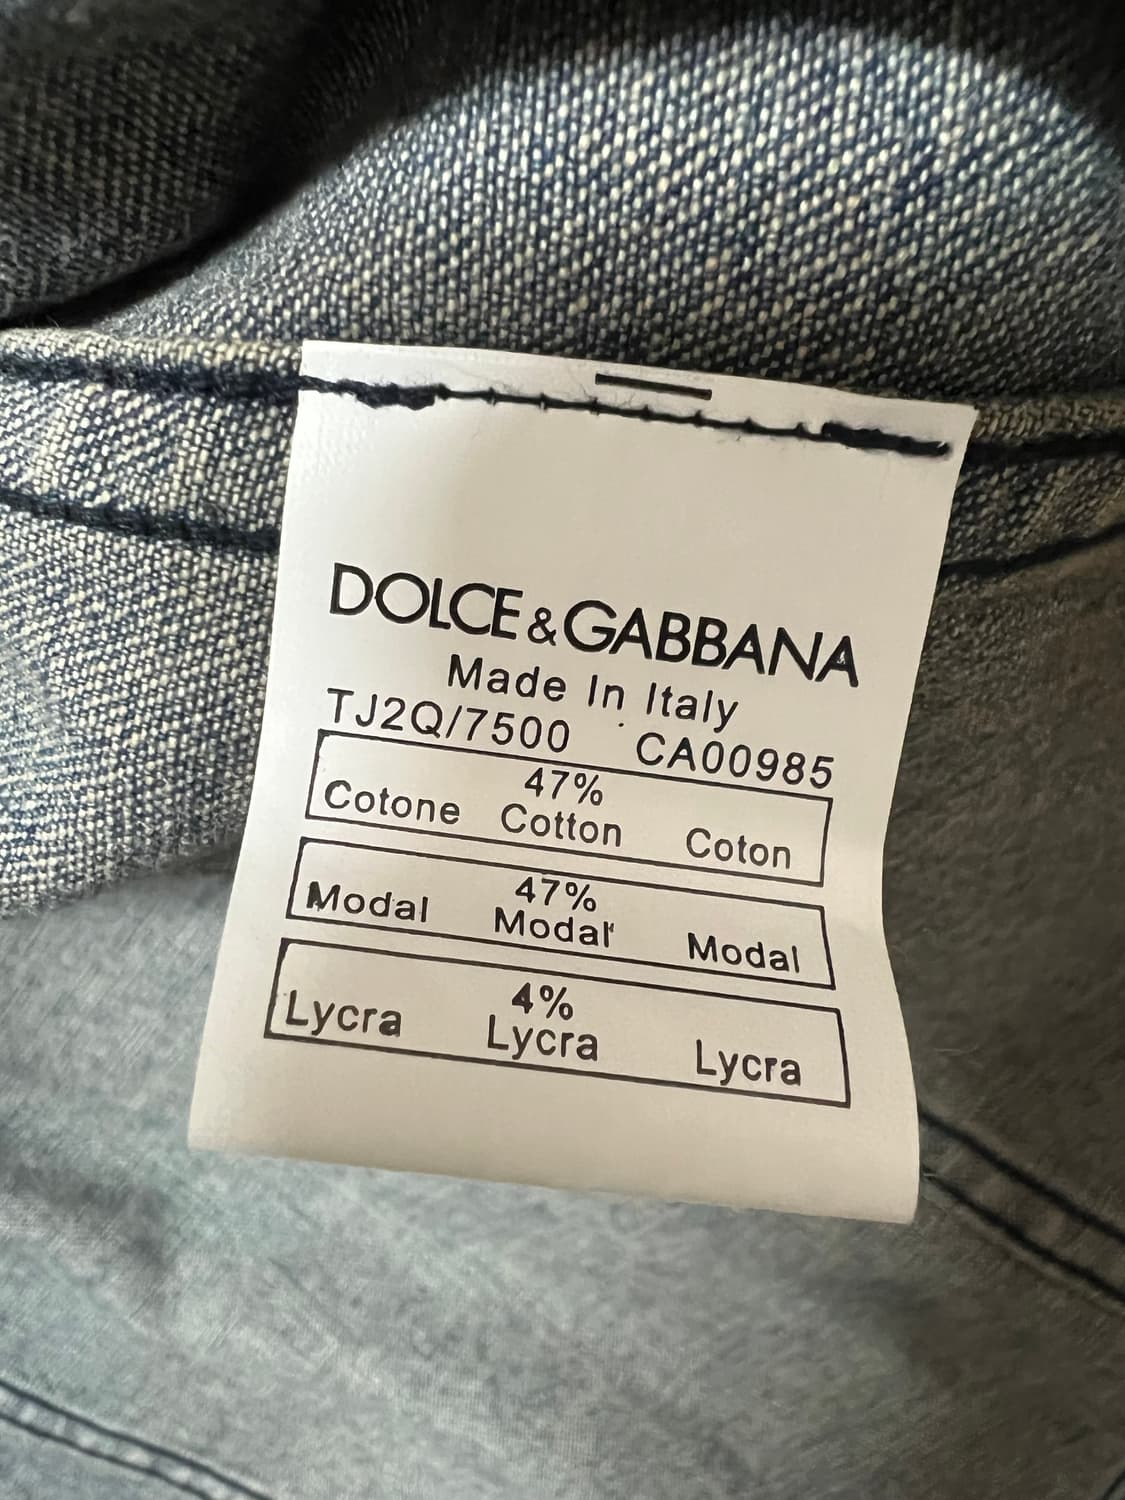 DOLCE&GABBANA
Made In Italy
TJ2Q/7500 CA00985
47%
Cotone Cotton Coton
47%
Modal Modal Modal
4%
Lycra Lycra Lycra